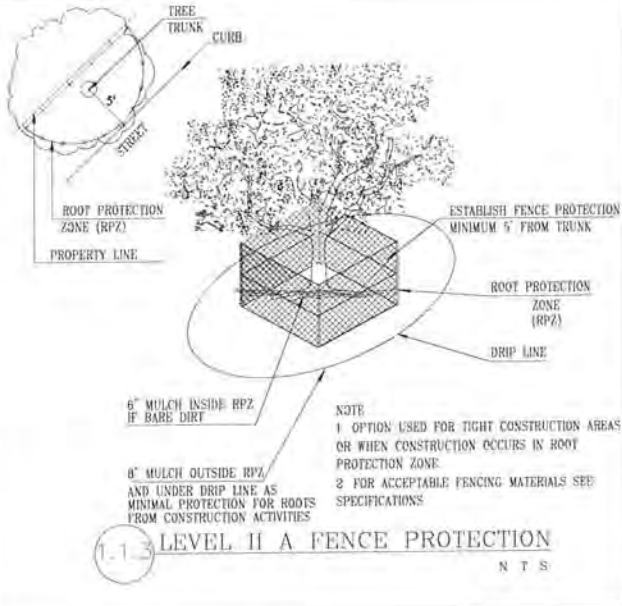 TREE
TRUNK
CURB
5'
STREET
ROOT PROTECTION
ZONE (RPZ)
PROPERTY LINE
ESTABLISH FENCE PROTECTION
MINIMUM 5' FROM TRUNK
ROOT PROTECTION
ZONE
(RPZ)
DRIP LINE
6" MULCH INSIDE RPZ
IF BARE DIRT
8" MULCH OUTSIDE RPZ
AND UNDER DRIP LINE AS
MINIMAL PROTECTION FOR ROOTS
FROM CONSTRUCTION ACTIVITIES
NOTE
1 OPTION USED FOR TIGHT CONSTRUCTION AREAS
OR WHEN CONSTRUCTION OCCURS IN ROOT
PROTECTION ZONE
2 FOR ACCEPTABLE FENCING MATERIALS SEE
SPECIFICATIONS
1.1.3 LEVEL II A FENCE PROTECTION
N T S